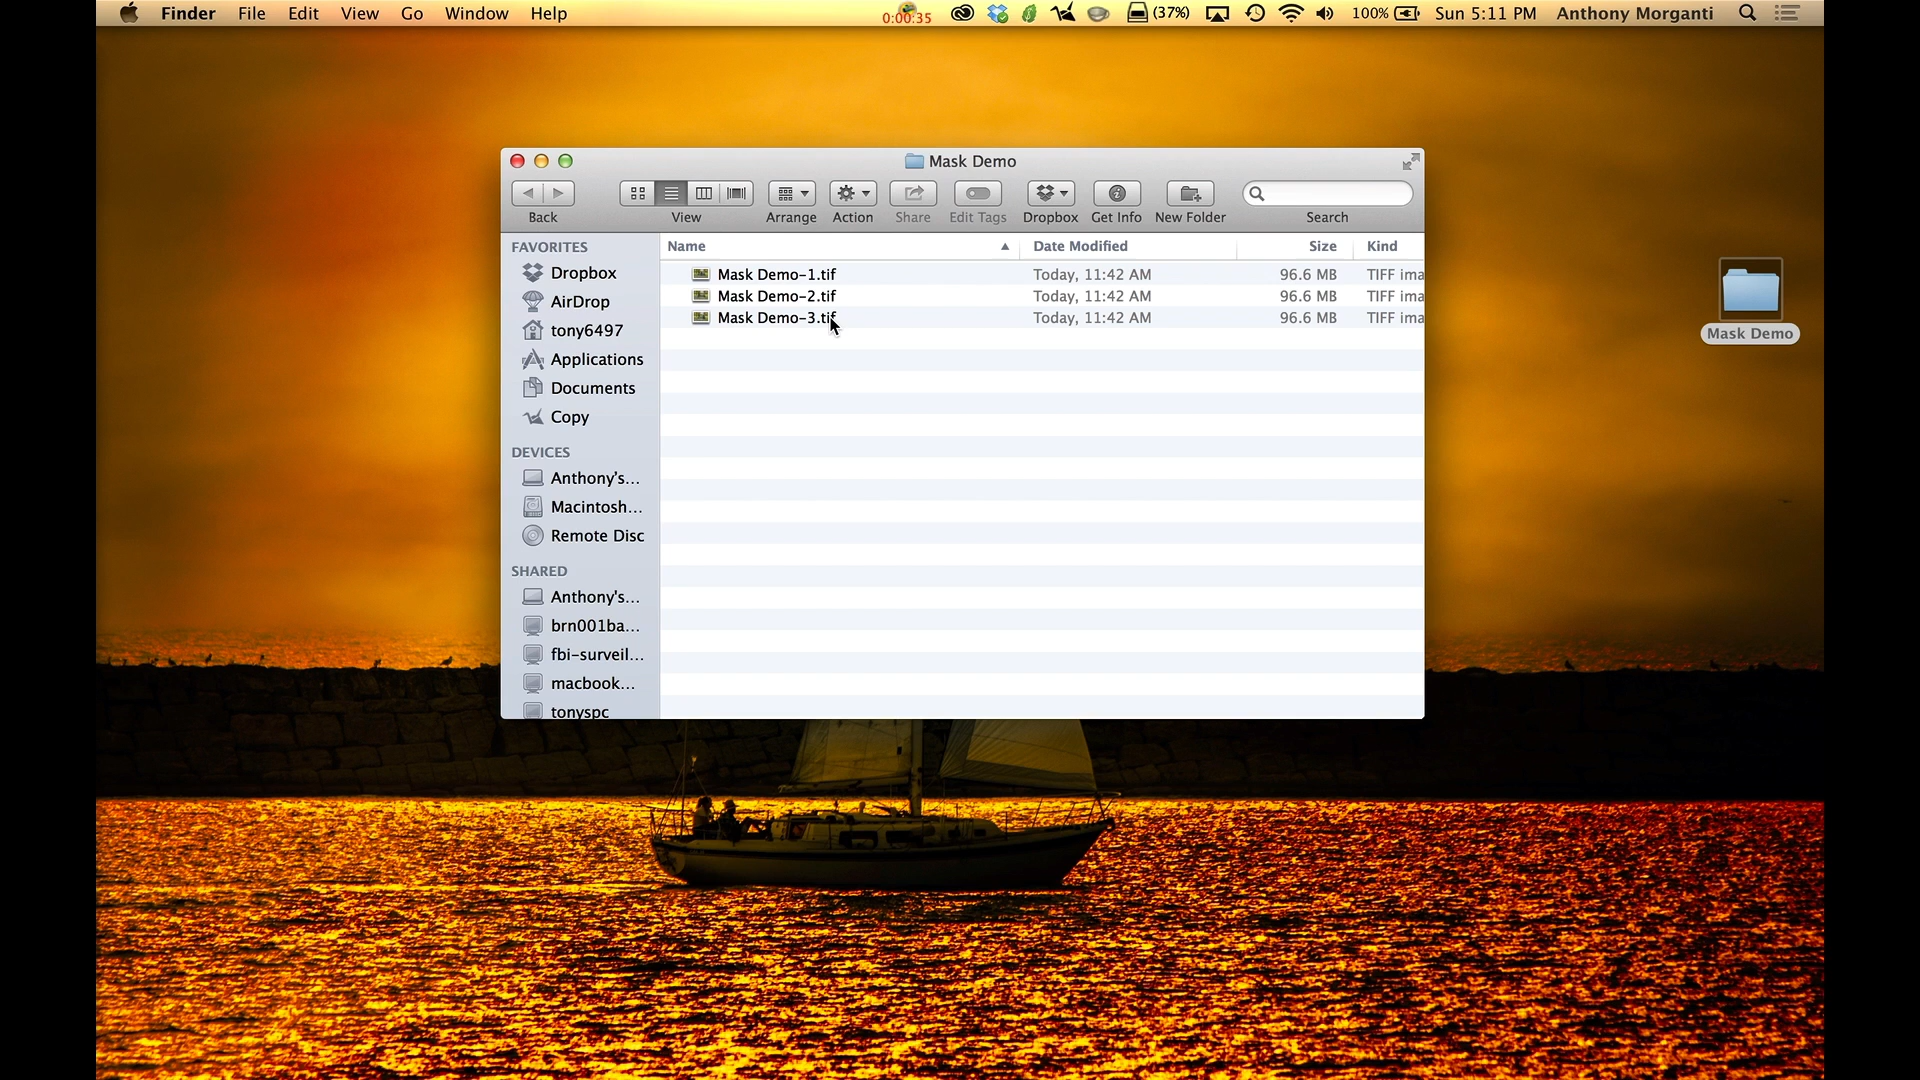 Finder File Edit View Go Window Help 0:00:35 (37%) 100% Sun 5:11 PM Anthony Morganti
Mask Demo
Back View Arrange Action Share Edit Tags Dropbox Get Info New Folder Search
FAVORITES
Dropbox
AirDrop
tony6497
Applications
Documents
Copy
DEVICES
Anthony's...
Macintosh...
Remote Disc
SHARED
Anthony's...
brn001ba...
fbi-surveil...
macbook...
tonyspc
Name Date Modified Size Kind
Mask Demo-1.tif Today, 11:42 AM 96.6 MB TIFF ima
Mask Demo-2.tif Today, 11:42 AM 96.6 MB TIFF ima
Mask Demo-3.tif Today, 11:42 AM 96.6 MB TIFF ima
Mask Demo